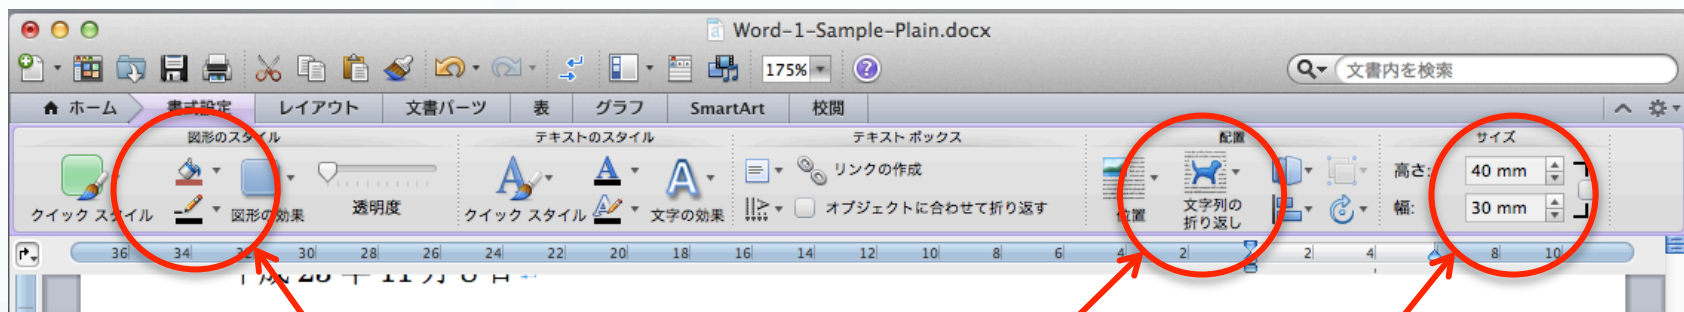 Word-1-Sample-Plain.docx
175%
文書内を検索
ホーム 書式設定 レイアウト 文書パーツ 表 グラフ SmartArt 校閲
図形のスタイル テキストのスタイル テキスト ボックス 配置 サイズ
リンクの作成 高さ: 40 mm
クイック スタイル 図形の効果 透明度 クイック スタイル 文字の効果 オブジェクトに合わせて折り返す 位置 文字列の折り返し 幅: 30 mm
36 34 32 30 28 26 24 22 20 18 16 14 12 10 8 6 4 2 2 4 8 10